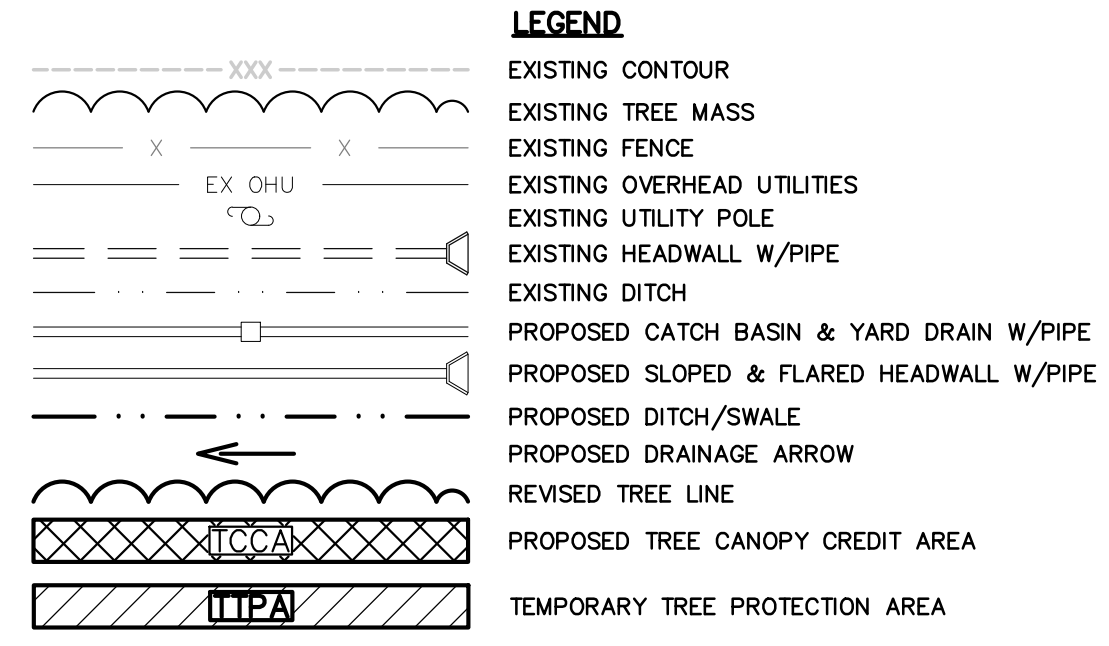 LEGEND
XXX EXISTING CONTOUR
EXISTING TREE MASS
X X EXISTING FENCE
EX OHU EXISTING OVERHEAD UTILITIES
EXISTING UTILITY POLE
EXISTING HEADWALL W/PIPE
EXISTING DITCH
PROPOSED CATCH BASIN & YARD DRAIN W/PIPE
PROPOSED SLOPED & FLARED HEADWALL W/PIPE
PROPOSED DITCH/SWALE
PROPOSED DRAINAGE ARROW
REVISED TREE LINE
TCCA PROPOSED TREE CANOPY CREDIT AREA
TTPA TEMPORARY TREE PROTECTION AREA